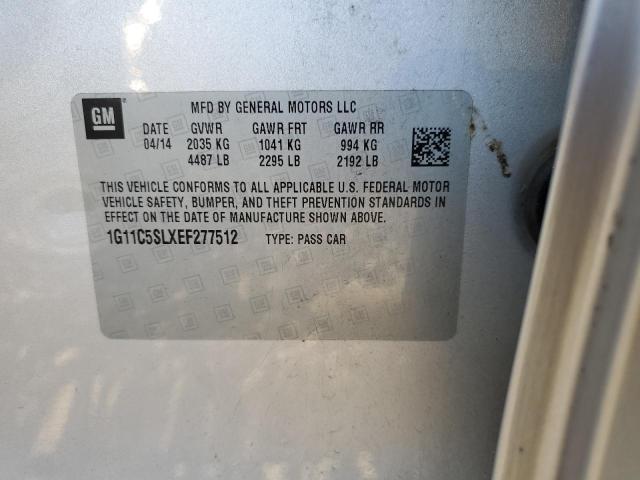 GM
MFD BY GENERAL MOTORS LLC
DATE GVWR GAWR FRT GAWR RR
04/14 2035 KG 1041 KG 994 KG
4487 LB 2295 LB 2192 LB
THIS VEHICLE CONFORMS TO ALL APPLICABLE U.S. FEDERAL MOTOR
VEHICLE SAFETY, BUMPER, AND THEFT PREVENTION STANDARDS IN
EFFECT ON THE DATE OF MANUFACTURE SHOWN ABOVE.
1G11C5SLXEF277512 TYPE: PASS CAR